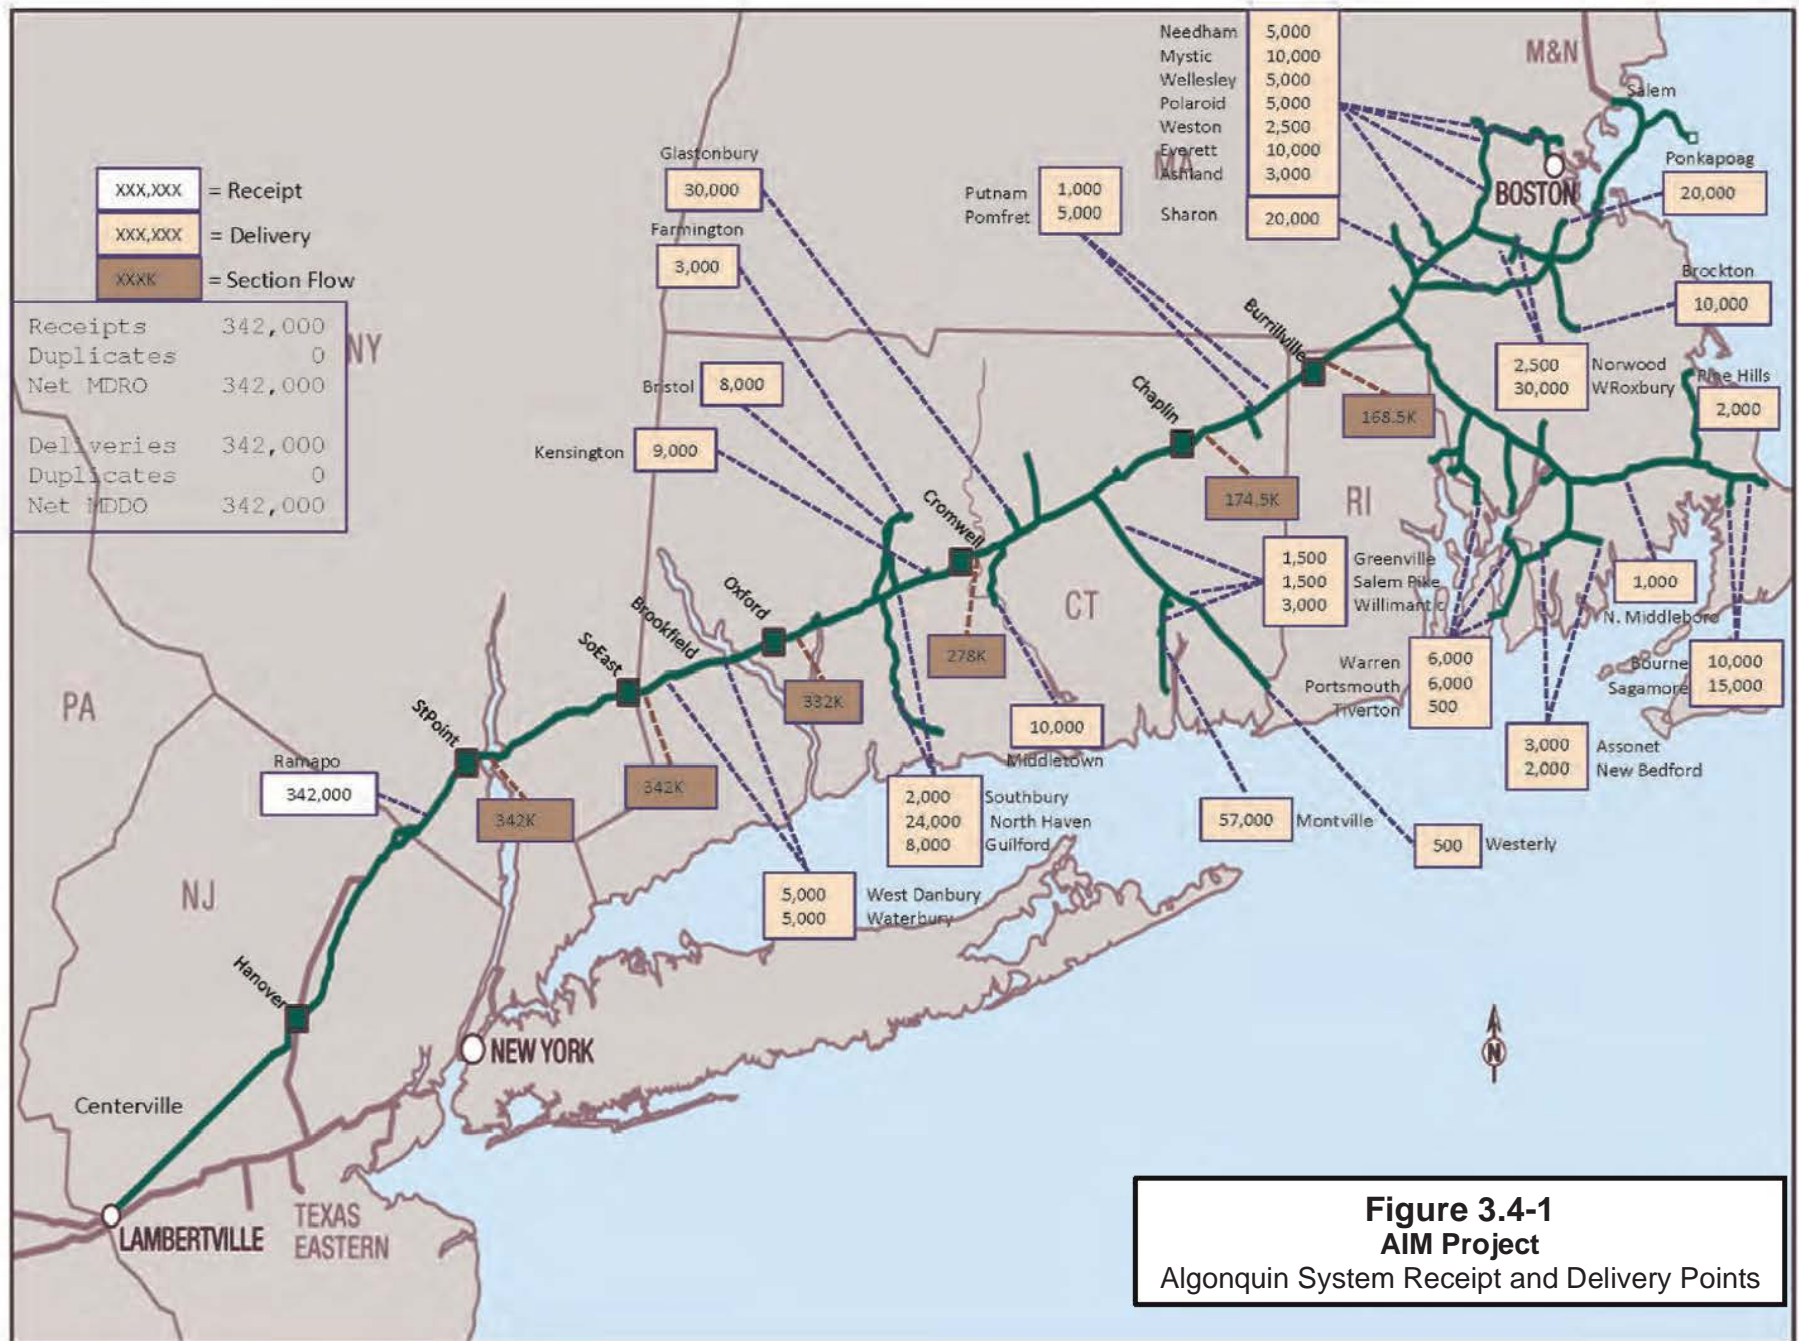 Needham 5,000
Mystic 10,000
Wellesley 5,000
Polaroid 5,000
Weston 2,500
Everett 10,000
Ashland 3,000
Sharon 20,000
M&N
Salem
MA
BOSTON
Ponkapoag
20,000
Brockton
10,000
Glastonbury
30,000
Farmington
3,000
Putnam 1,000
Pomfret 5,000
XXX,XXX = Receipt
XXX,XXX = Delivery
XXXK = Section Flow
Receipts 342,000
Duplicates 0
Net MDRO 342,000
Deliveries 342,000
Duplicates 0
Net MDDO 342,000
NY
Bristol 8,000
Kensington 9,000
Burrillville
168.5K
2,500 Norwood
30,000 WRoxbury
Pine Hills
2,000
Chaplin
174.5K
RI
Cromwell
278K
CT
1,500 Greenville
1,500 Salem Pike
3,000 Willimantic
1,000
N. Middleboro
Oxford
332K
Brookfield
SoEast
342K
StPoint
342K
PA
Ramapo
342,000
10,000
Middletown
Warren 6,000
Portsmouth 6,000
Tiverton 500
Bourne 10,000
Sagamore 15,000
3,000 Assonet
2,000 New Bedford
2,000 Southbury
24,000 North Haven
8,000 Guilford
57,000 Montville
500 Westerly
5,000 West Danbury
5,000 Waterbury
NJ
Hanover
NEW YORK
N
Centerville
LAMBERTVILLE
TEXAS
EASTERN
Figure 3.4-1
AIM Project
Algonquin System Receipt and Delivery Points